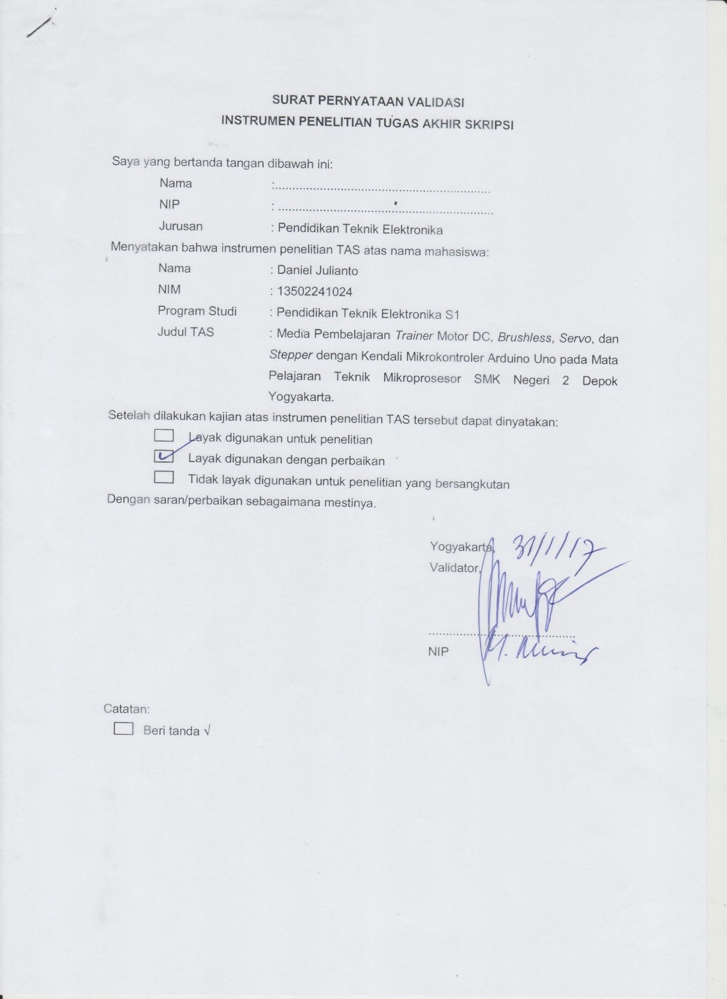 SURAT PERNYATAAN VALIDASI
INSTRUMEN PENELITIAN TUGAS AKHIR SKRIPSI
Saya yang bertanda tangan dibawah ini:
Nama :..............................................................
NIP : ..............................................................
Jurusan : Pendidikan Teknik Elektronika
Menyatakan bahwa instrumen penelitian TAS atas nama mahasiswa:
Nama : Daniel Julianto
NIM : 13502241024
Program Studi : Pendidikan Teknik Elektronika S1
Judul TAS : Media Pembelajaran Trainer Motor DC, Brushless, Servo, dan
Stepper dengan Kendali Mikrokontroler Arduino Uno pada Mata
Pelajaran Teknik Mikroprosesor SMK Negeri 2 Depok
Yogyakarta.
Setelah dilakukan kajian atas instrumen penelitian TAS tersebut dapat dinyatakan:
Layak digunakan untuk penelitian
Layak digunakan dengan perbaikan
Tidak layak digunakan untuk penelitian yang bersangkutan
Dengan saran/perbaikan sebagaimana mestinya.
Yogyakarta, 31/1/17
Validator,
..........................................
NIP
Catatan:
Beri tanda √